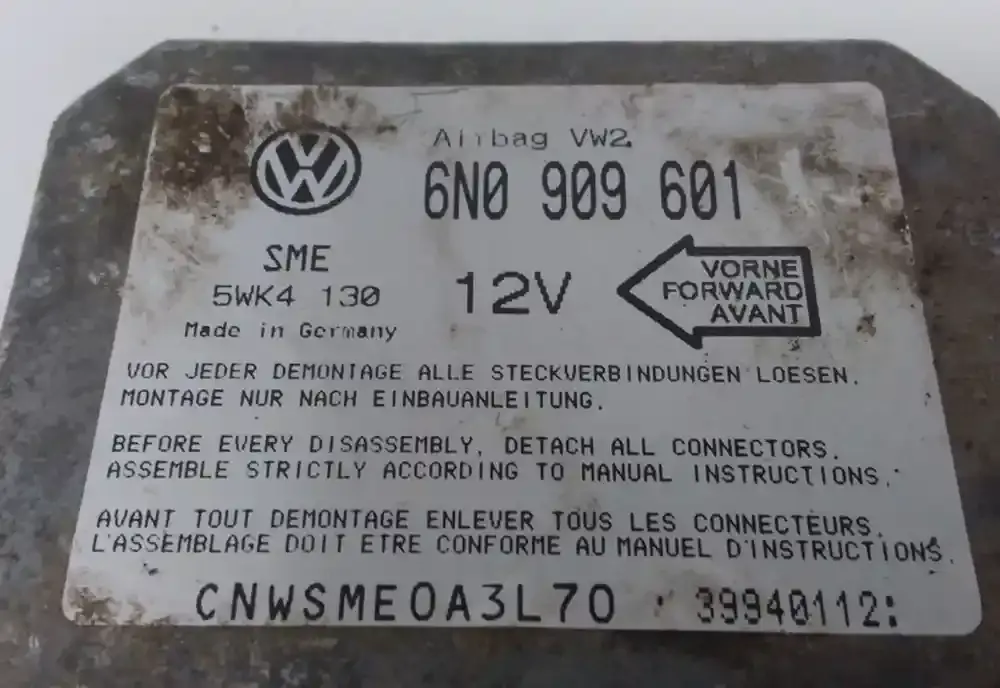 Airbag VW2
6N0 909 601
SME
5WK4 130
12V
VORNE
FORWARD
AVANT
Made in Germany
VOR JEDER DEMONTAGE ALLE STECKVERBINDUNGEN LOESEN.
MONTAGE NUR NACH EINBAUANLEITUNG.
BEFORE EVERY DISASSEMBLY, DETACH ALL CONNECTORS.
ASSEMBLE STRICTLY ACCORDING TO MANUAL INSTRUCTIONS.
AVANT TOUT DEMONTAGE ENLEVER TOUS LES CONNECTEURS.
L'ASSEMBLAGE DOIT ETRE CONFORME AU MANUEL D'INSTRUCTIONS.
CNWSME0A3L70 39940112: